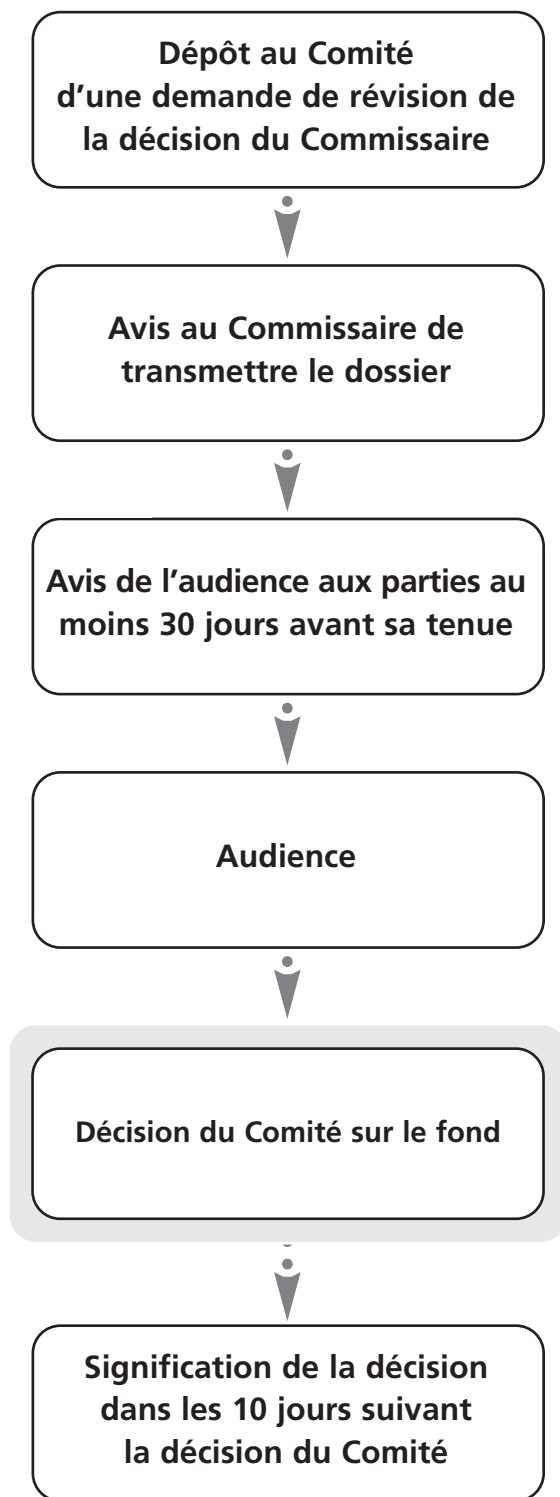 Dépôt au Comité
d’une demande de révision de
la décision du Commissaire
Avis au Commissaire de
transmettre le dossier
Avis de l’audience aux parties au
moins 30 jours avant sa tenue
Audience
Décision du Comité sur le fond
Signification de la décision
dans les 10 jours suivant
la décision du Comité